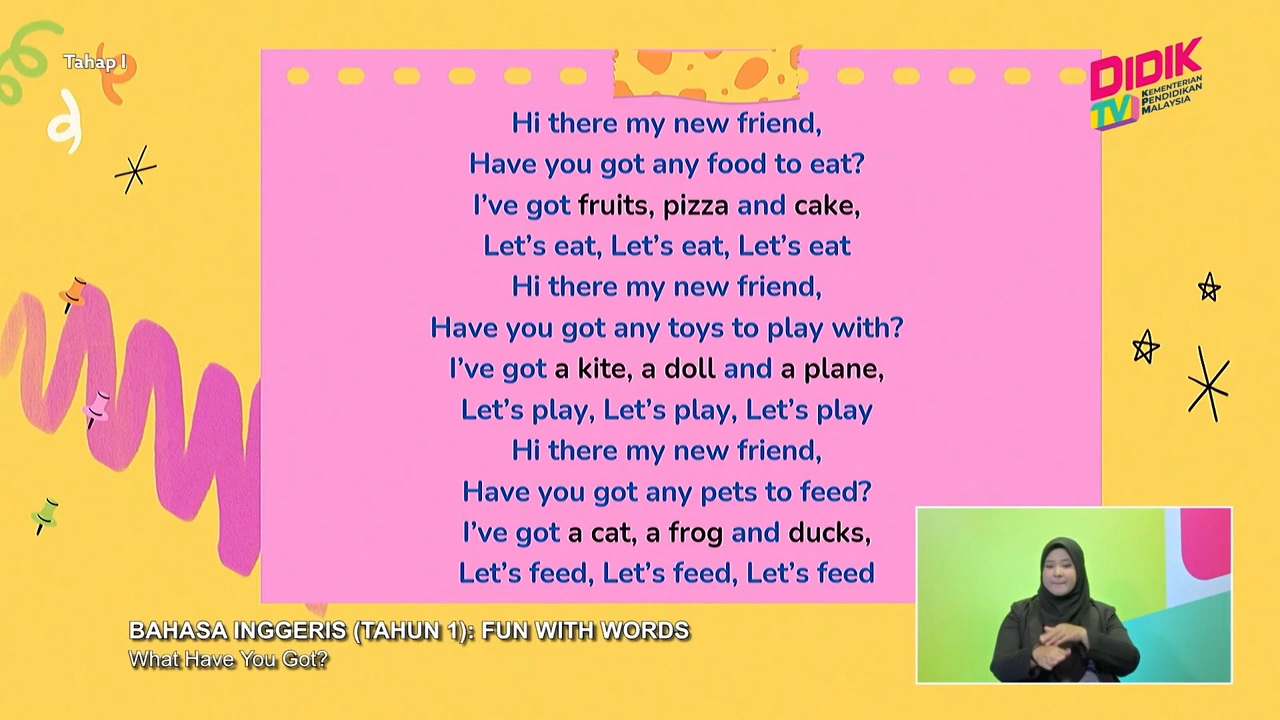 Tahap I
DIDIK
TV
KEMENTERIAN
PENDIDIKAN
MALAYSIA
Hi there my new friend,
Have you got any food to eat?
I've got fruits, pizza and cake,
Let's eat, Let's eat, Let's eat
Hi there my new friend,
Have you got any toys to play with?
I've got a kite, a doll and a plane,
Let's play, Let's play, Let's play
Hi there my new friend,
Have you got any pets to feed?
I've got a cat, a frog and ducks,
Let's feed, Let's feed, Let's feed
BAHASA INGGERIS (TAHUN 1): FUN WITH WORDS
What Have You Got?